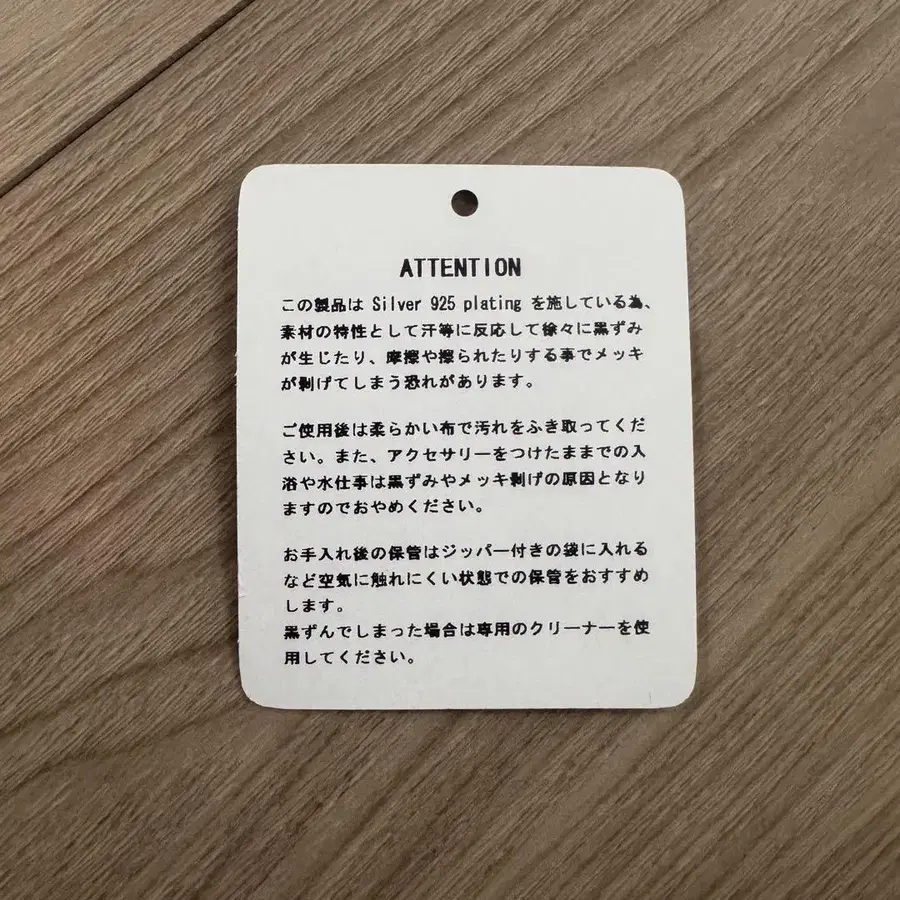 ATTENTION
この製品は Silver 925 plating を施している為、
素材の特性として汗等に反応して徐々に黒ずみ
が生じたり、摩擦や擦られたりする事でメッキ
が剥げてしまう恐れがあります。
ご使用後は柔らかい布で汚れをふき取ってくだ
さい。また、アクセサリーをつけたままでの入
浴や水仕事は黒ずみやメッキ剥げの原因となり
ますのでおやめください。
お手入れ後の保管はジッパー付きの袋に入れる
など空気に触れにくい状態での保管をおすすめ
します。
黒ずんでしまった場合は専用のクリーナーを使
用してください。